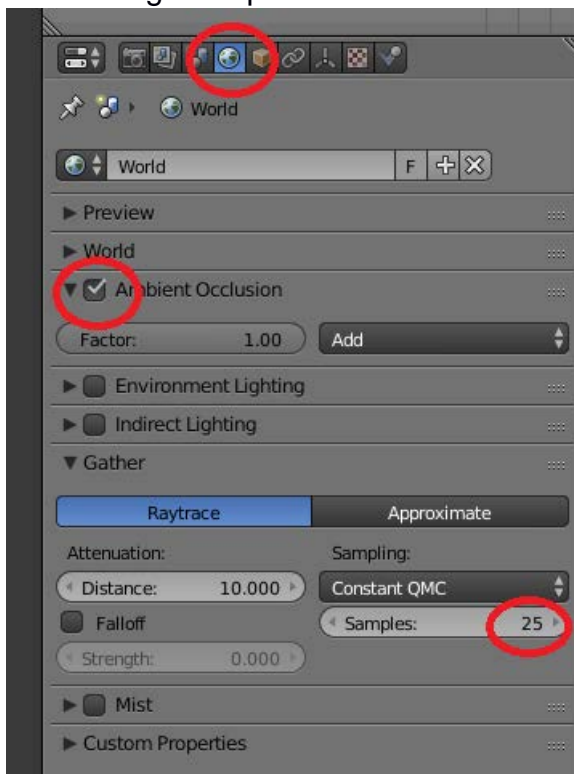 World
World F
Preview
World
Ambient Occlusion
Factor: 1.00 Add
Environment Lighting
Indirect Lighting
Gather
Raytrace Approximate
Attenuation: Sampling:
Distance: 10.000 Constant QMC
Falloff Samples: 25
Strength: 0.000
Mist
Custom Properties